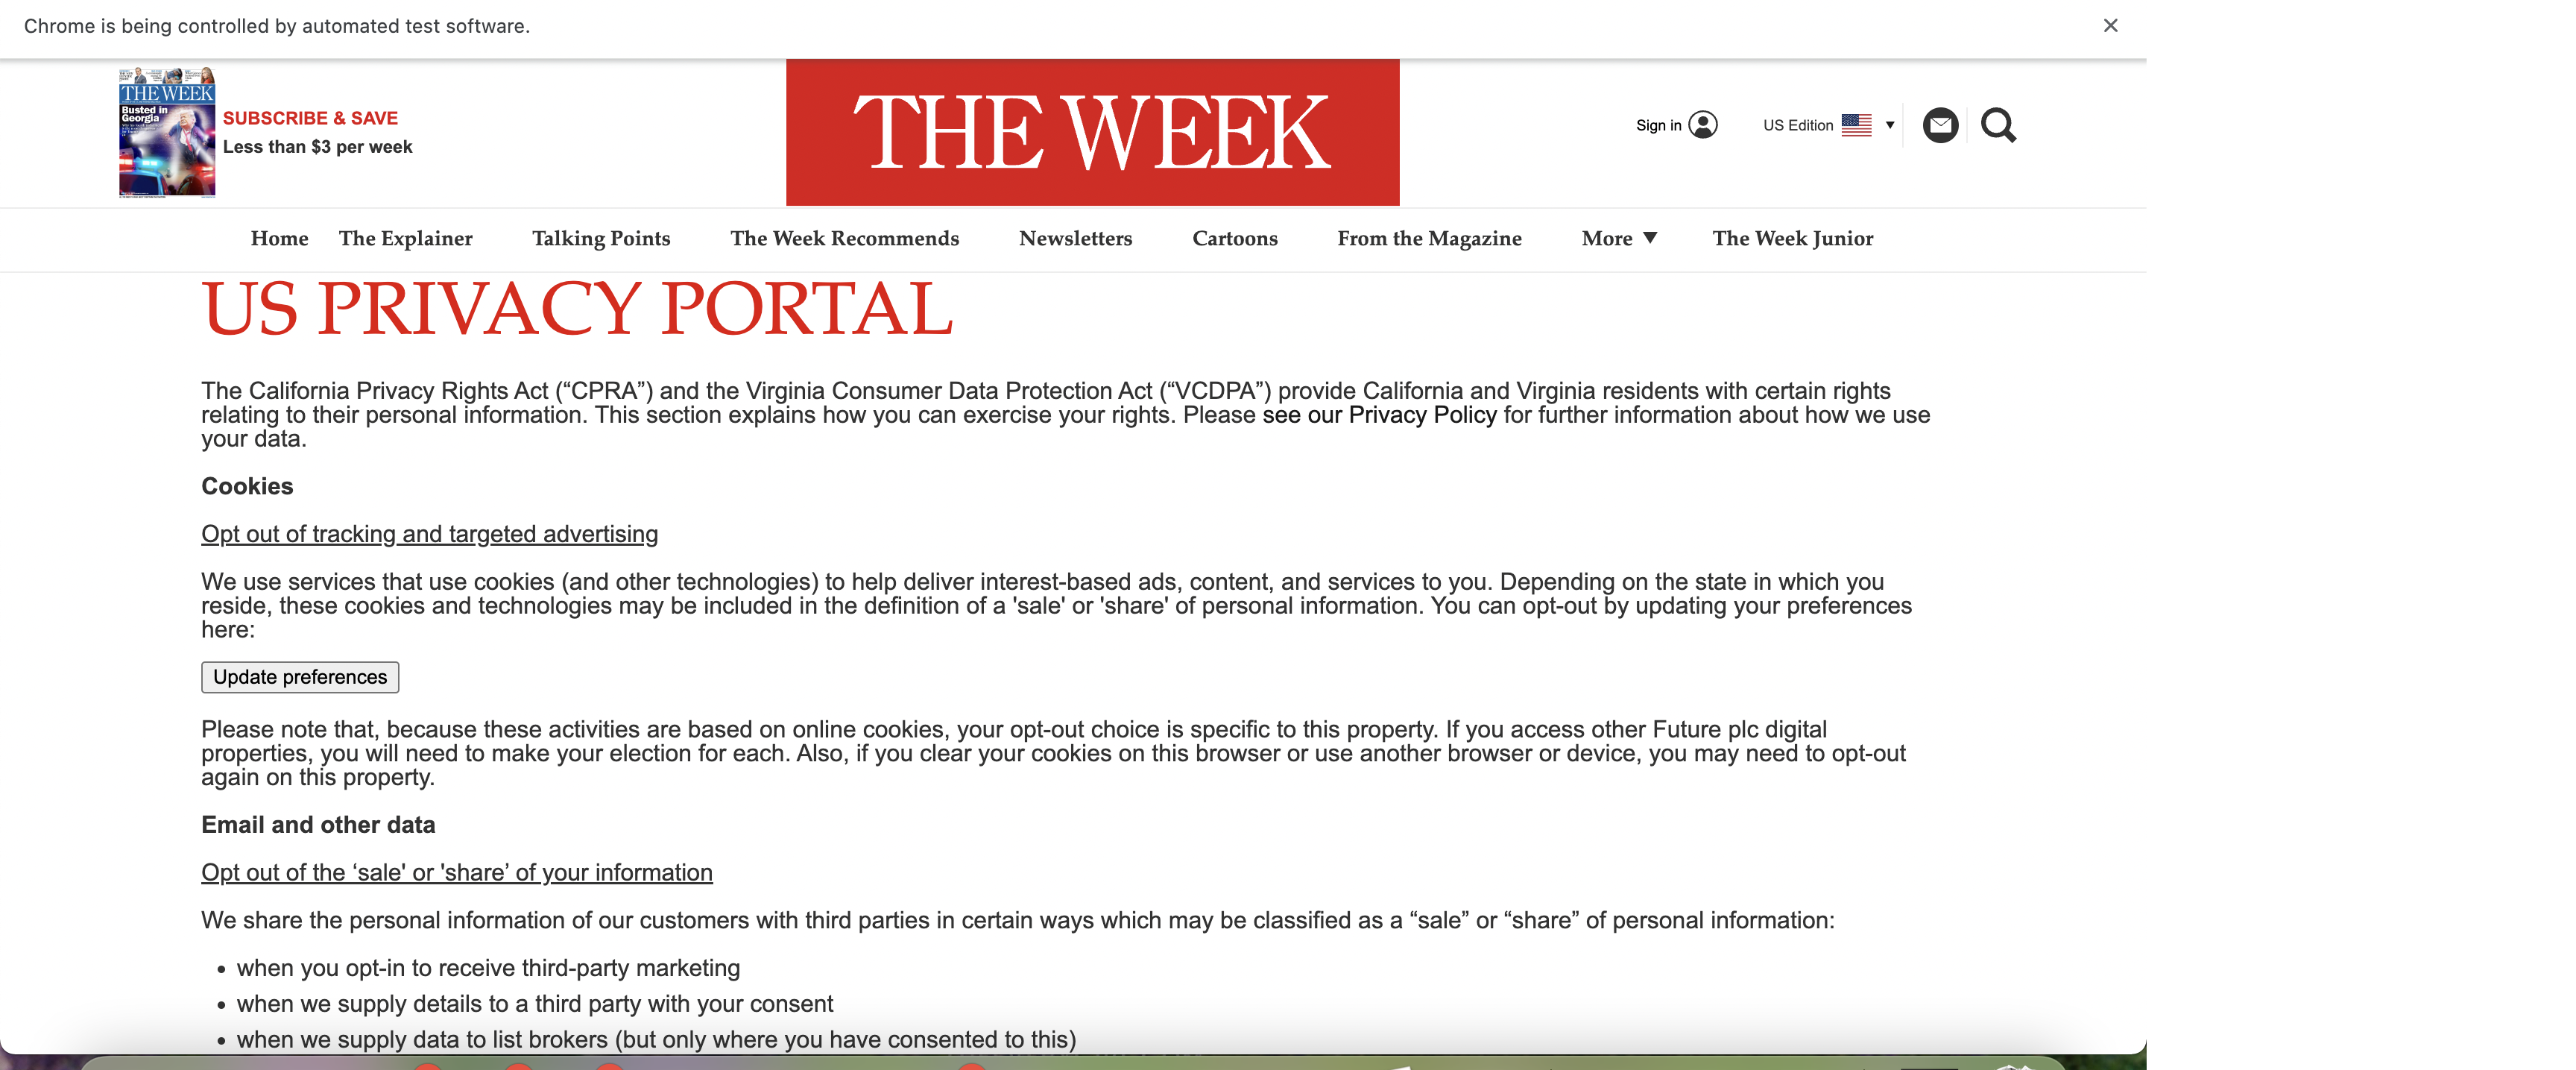 Chrome is being controlled by automated test software.
THE WEEK
Busted in
Georgia
SUBSCRIBE & SAVE
Less than $3 per week
THE WEEK
Sign in
US Edition
Home The Explainer Talking Points The Week Recommends Newsletters Cartoons From the Magazine More The Week Junior
US PRIVACY PORTAL
The California Privacy Rights Act (“CPRA”) and the Virginia Consumer Data Protection Act (“VCDPA”) provide California and Virginia residents with certain rights
relating to their personal information. This section explains how you can exercise your rights. Please see our Privacy Policy for further information about how we use
your data.
Cookies
Opt out of tracking and targeted advertising
We use services that use cookies (and other technologies) to help deliver interest-based ads, content, and services to you. Depending on the state in which you
reside, these cookies and technologies may be included in the definition of a 'sale' or 'share' of personal information. You can opt-out by updating your preferences
here:
Update preferences
Please note that, because these activities are based on online cookies, your opt-out choice is specific to this property. If you access other Future plc digital
properties, you will need to make your election for each. Also, if you clear your cookies on this browser or use another browser or device, you may need to opt-out
again on this property.
Email and other data
Opt out of the ‘sale' or 'share’ of your information
We share the personal information of our customers with third parties in certain ways which may be classified as a “sale” or “share” of personal information:
• when you opt-in to receive third-party marketing
• when we supply details to a third party with your consent
• when we supply data to list brokers (but only where you have consented to this)